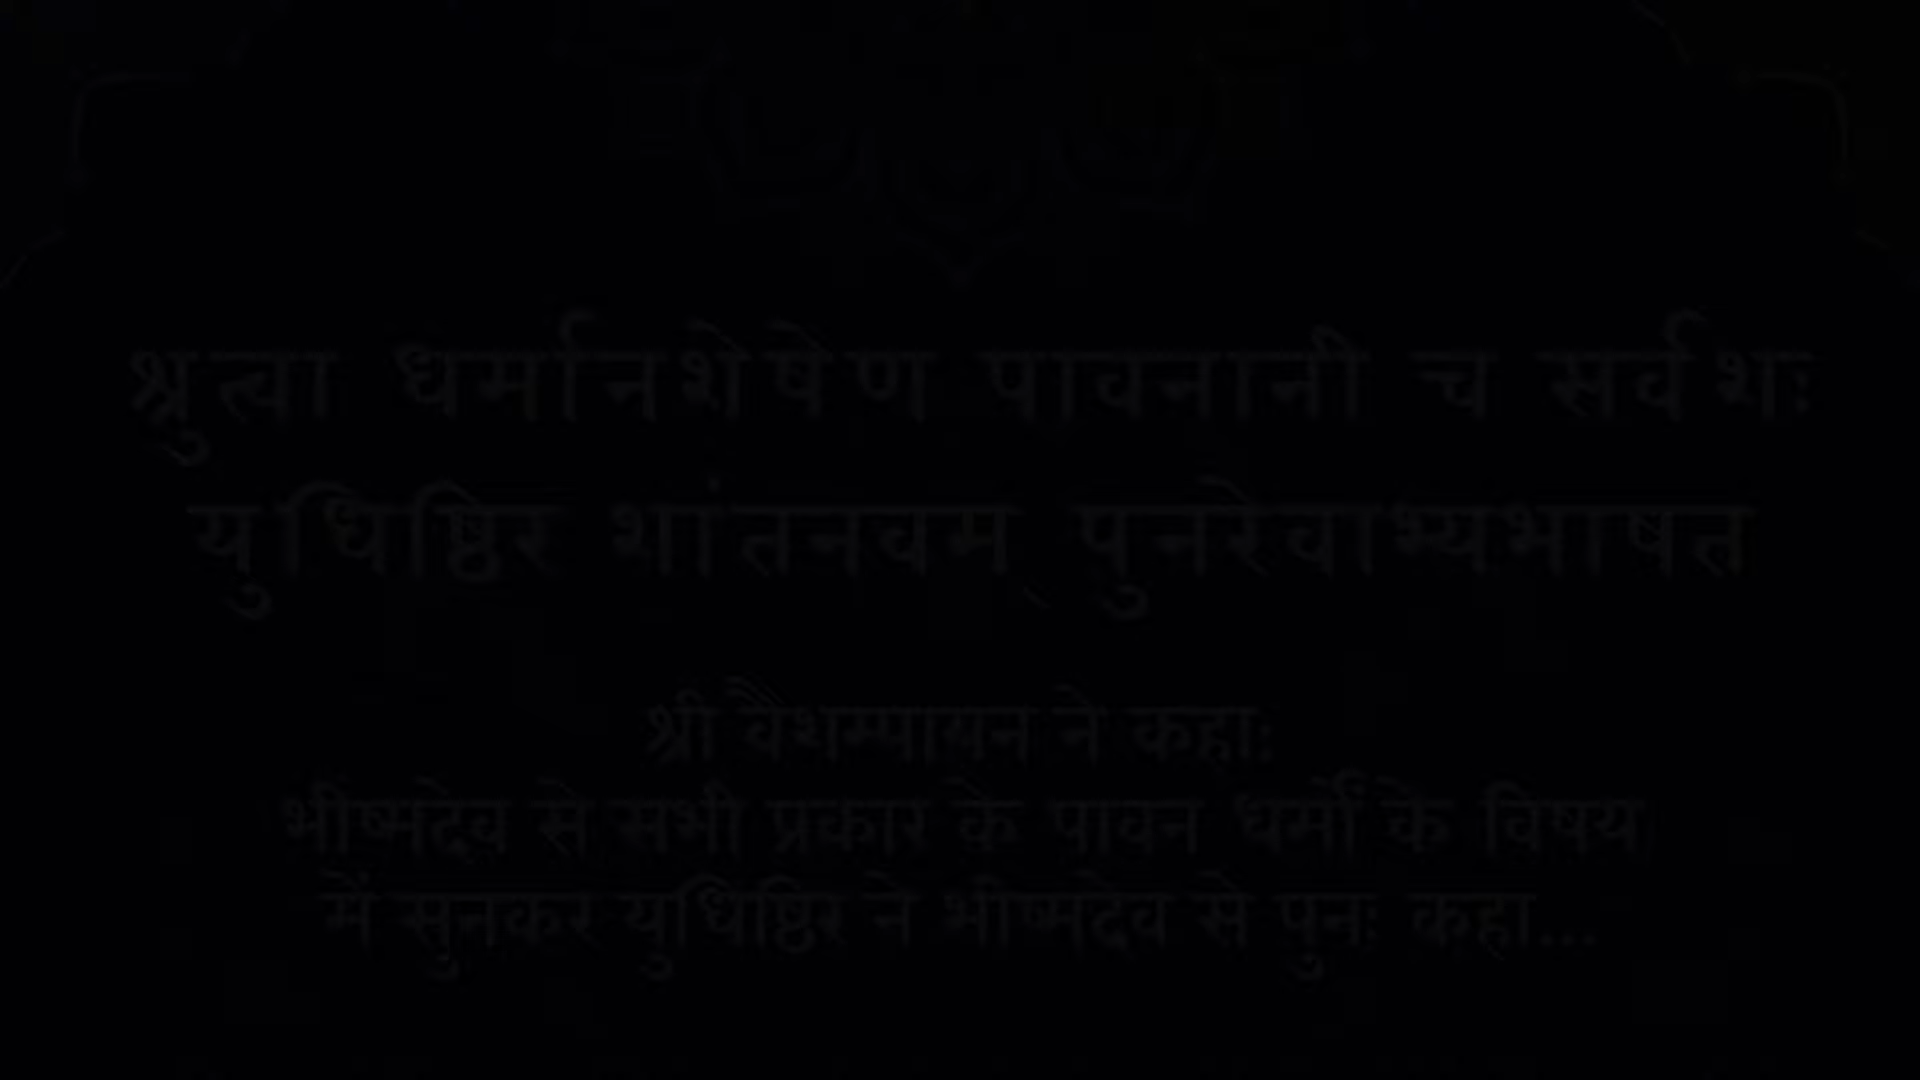 श्रुत्वा धर्मानशेषेण पावनानी च सर्वशः
युधिष्ठिर शांतनवम् पुनरेवाभ्यभाषत
श्री वैशम्पायन ने कहाः
भीष्मदेव से सभी प्रकार के पावन धर्मों के विषय
में सुनकर युधिष्ठिर ने भीष्मदेव से पुनः कहा...